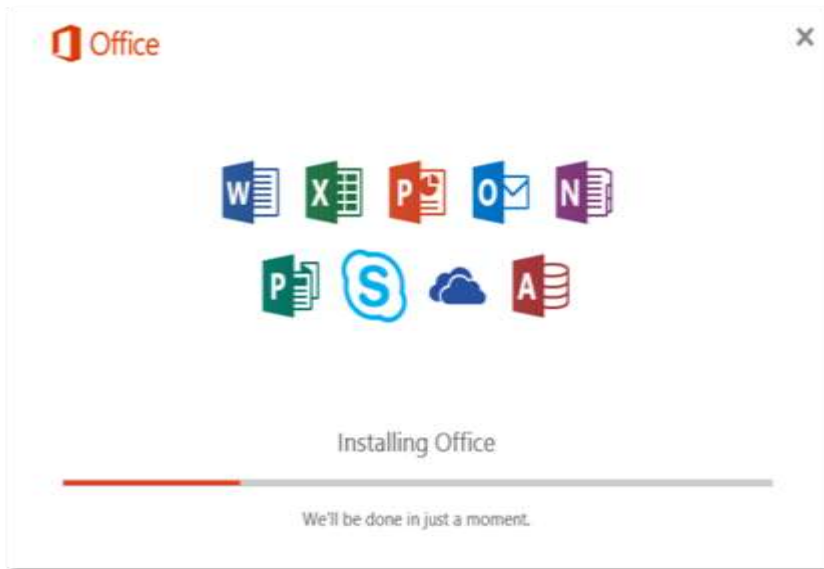 Office
W X P O N
P S A
Installing Office
We'll be done in just a moment.